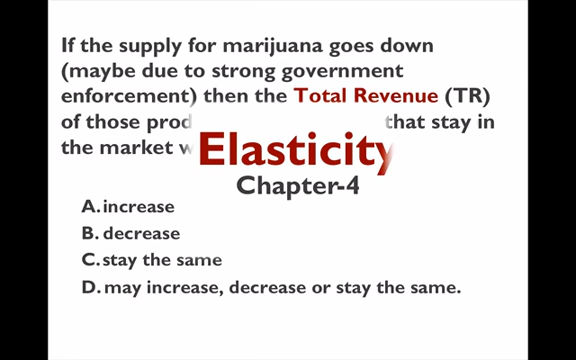 If the supply for marijuana goes down
(maybe due to strong government
enforcement) then the Total Revenue (TR)
of those that stay in
the market
Elasticity
Chapter-4
A. increase
B. decrease
C. stay the same
D. may increase, decrease or stay the same.